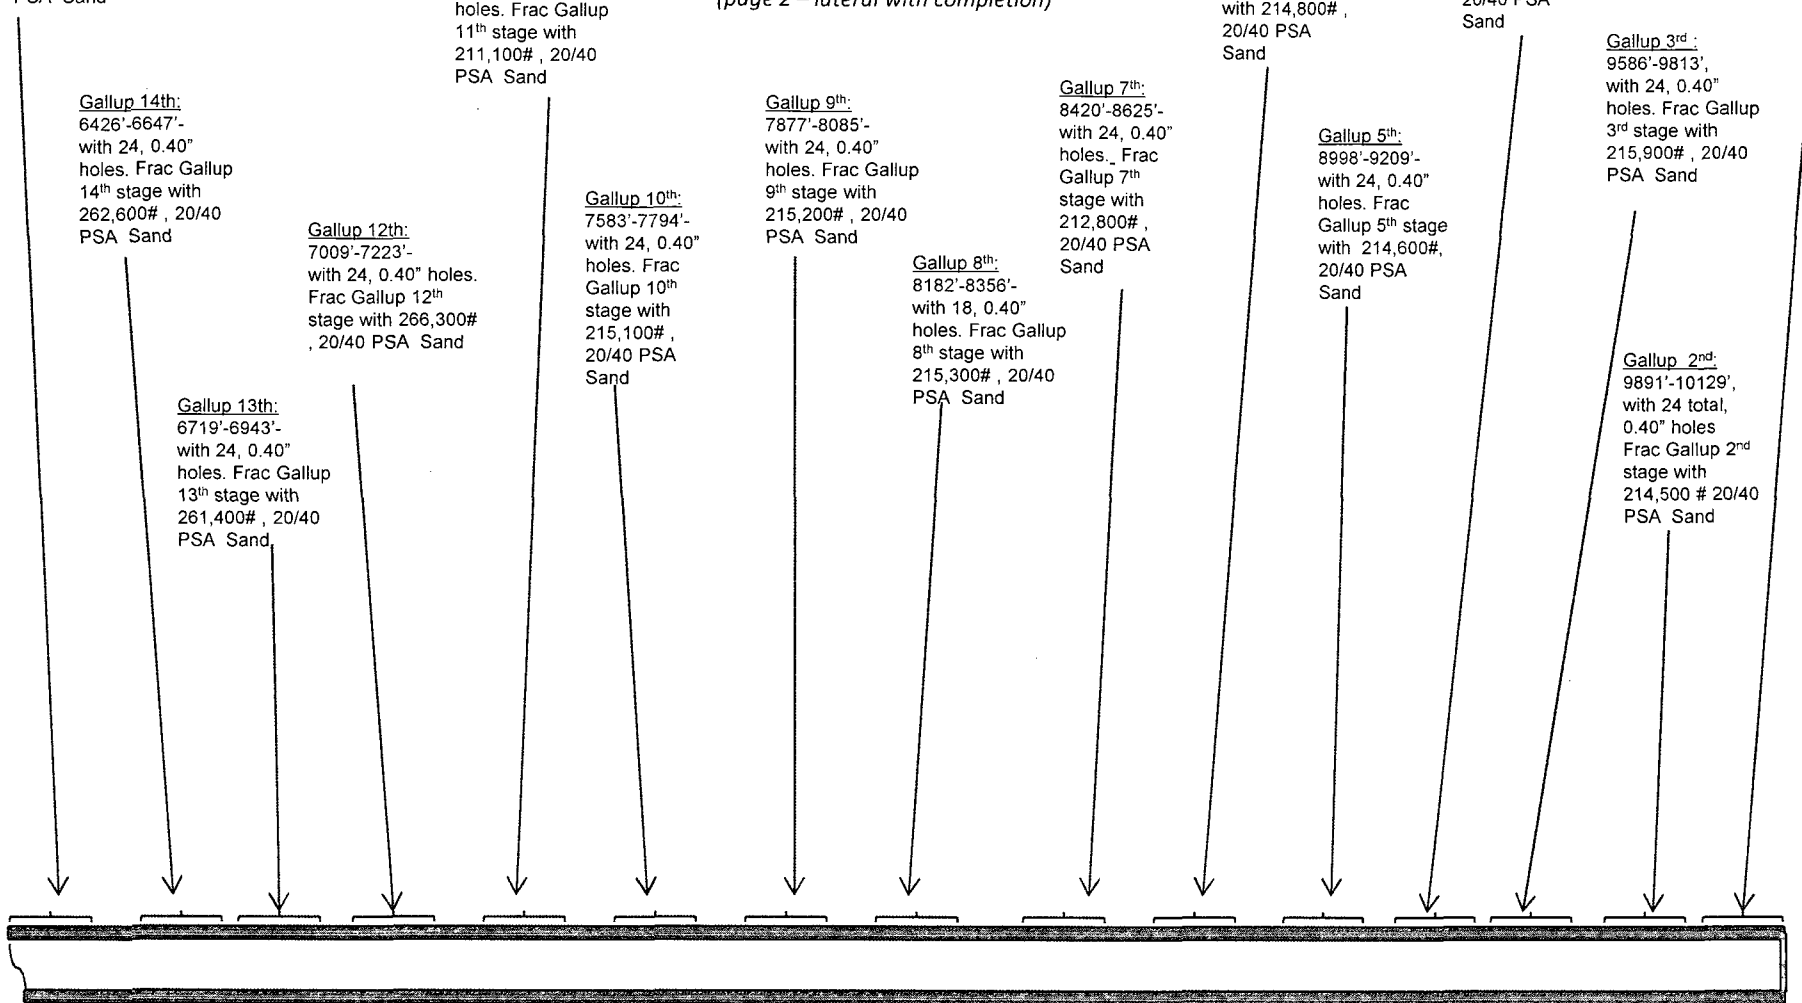 PSA Sand
holes. Frac Gallup
11th stage with
211,100# , 20/40
PSA Sand
(page 2 – lateral with completion)
with 214,800# ,
20/40 PSA
Sand
20/40 PSA
Sand
Gallup 14th:
6426'-6647'-
with 24, 0.40"
holes. Frac Gallup
14th stage with
262,600# , 20/40
PSA Sand
Gallup 13th:
6719'-6943'-
with 24, 0.40"
holes. Frac Gallup
13th stage with
261,400# , 20/40
PSA Sand
Gallup 12th:
7009'-7223'-
with 24, 0.40" holes.
Frac Gallup 12th
stage with 266,300#
, 20/40 PSA Sand
Gallup 10th:
7583'-7794'-
with 24, 0.40"
holes. Frac
Gallup 10th
stage with
215,100# ,
20/40 PSA
Sand
Gallup 9th:
7877'-8085'-
with 24, 0.40"
holes. Frac Gallup
9th stage with
215,200# , 20/40
PSA Sand
Gallup 8th:
8182'-8356'-
with 18, 0.40"
holes. Frac Gallup
8th stage with
215,300# , 20/40
PSA Sand
Gallup 7th:
8420'-8625'-
with 24, 0.40"
holes. Frac
Gallup 7th
stage with
212,800# ,
20/40 PSA
Sand
Gallup 5th:
8998'-9209'-
with 24, 0.40"
holes. Frac
Gallup 5th stage
with 214,600#,
20/40 PSA
Sand
Gallup 3rd :
9586'-9813',
with 24, 0.40"
holes. Frac Gallup
3rd stage with
215,900# , 20/40
PSA Sand
Gallup 2nd:
9891'-10129',
with 24 total,
0.40" holes
Frac Gallup 2nd
stage with
214,500 # 20/40
PSA Sand